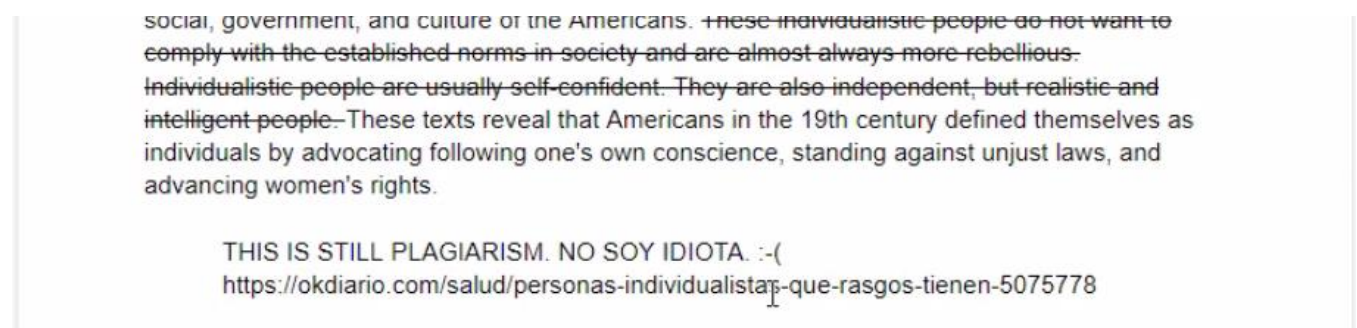 social, government, and culture of the Americans. These individualistic people do not want to
comply with the established norms in society and are almost always more rebellious.
Individualistic people are usually self-confident. They are also independent, but realistic and
intelligent people. These texts reveal that Americans in the 19th century defined themselves as
individuals by advocating following one's own conscience, standing against unjust laws, and
advancing women's rights.
THIS IS STILL PLAGIARISM. NO SOY IDIOTA. :-(
https://okdiario.com/salud/personas-individualistas-que-rasgos-tienen-5075778